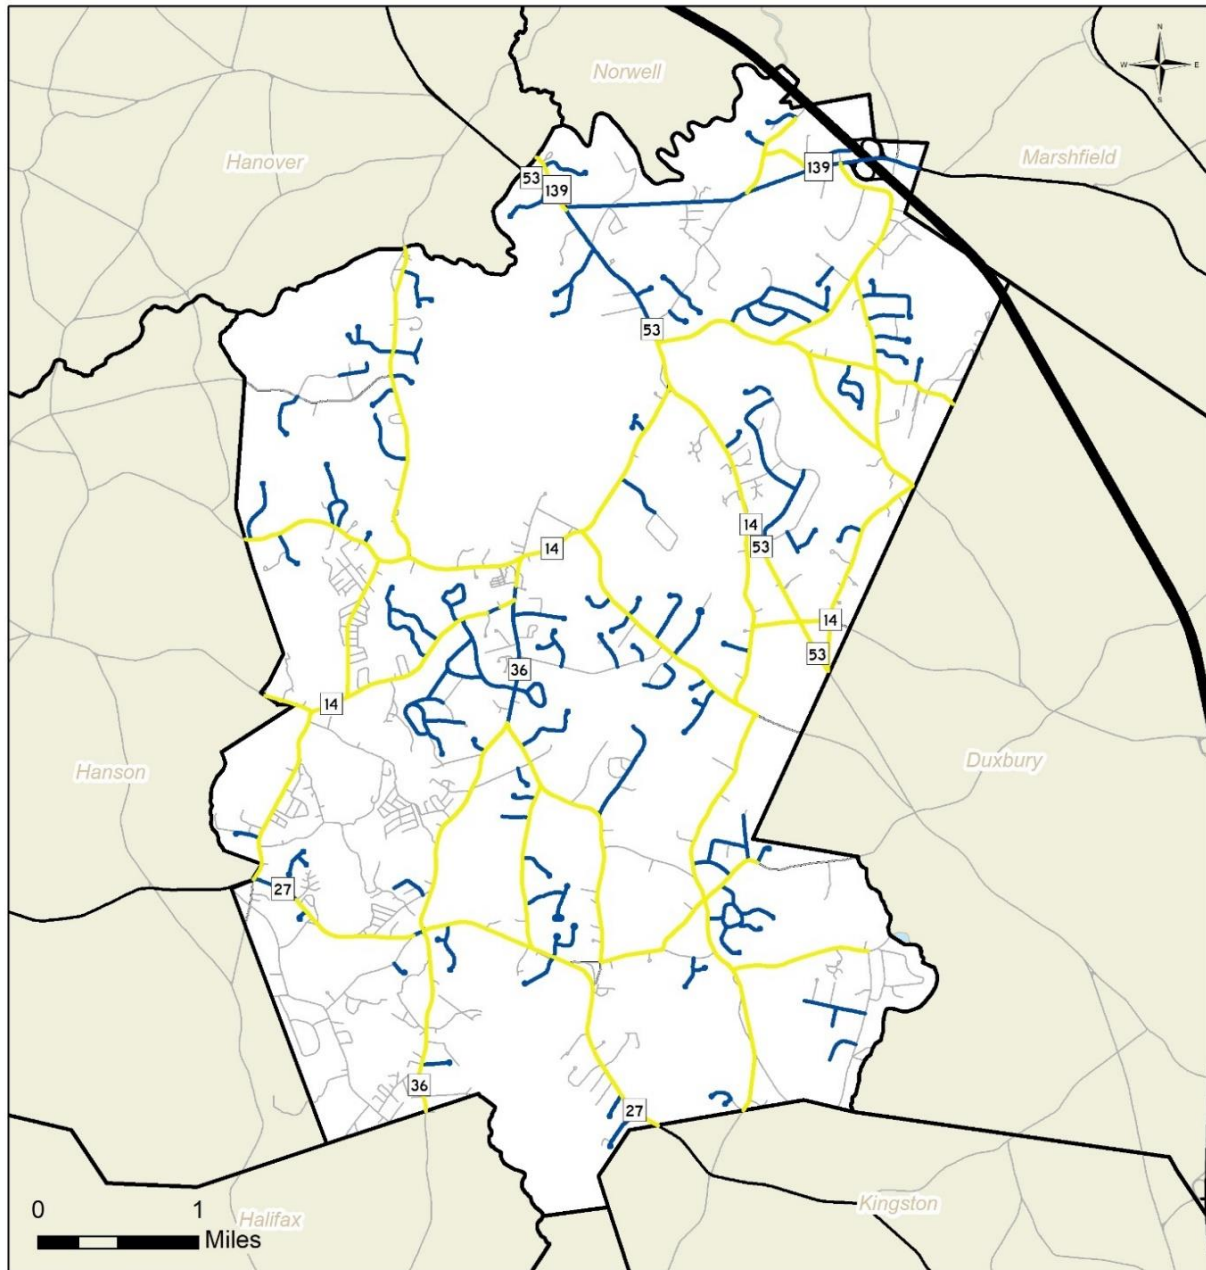 N
W E
S
Norwell
Hanover
Marshfield
53
139
139
53
14
14
53
14
53
36
14
Hanson
Duxbury
27
36
27
0 1
Miles
Halifax
Kingston